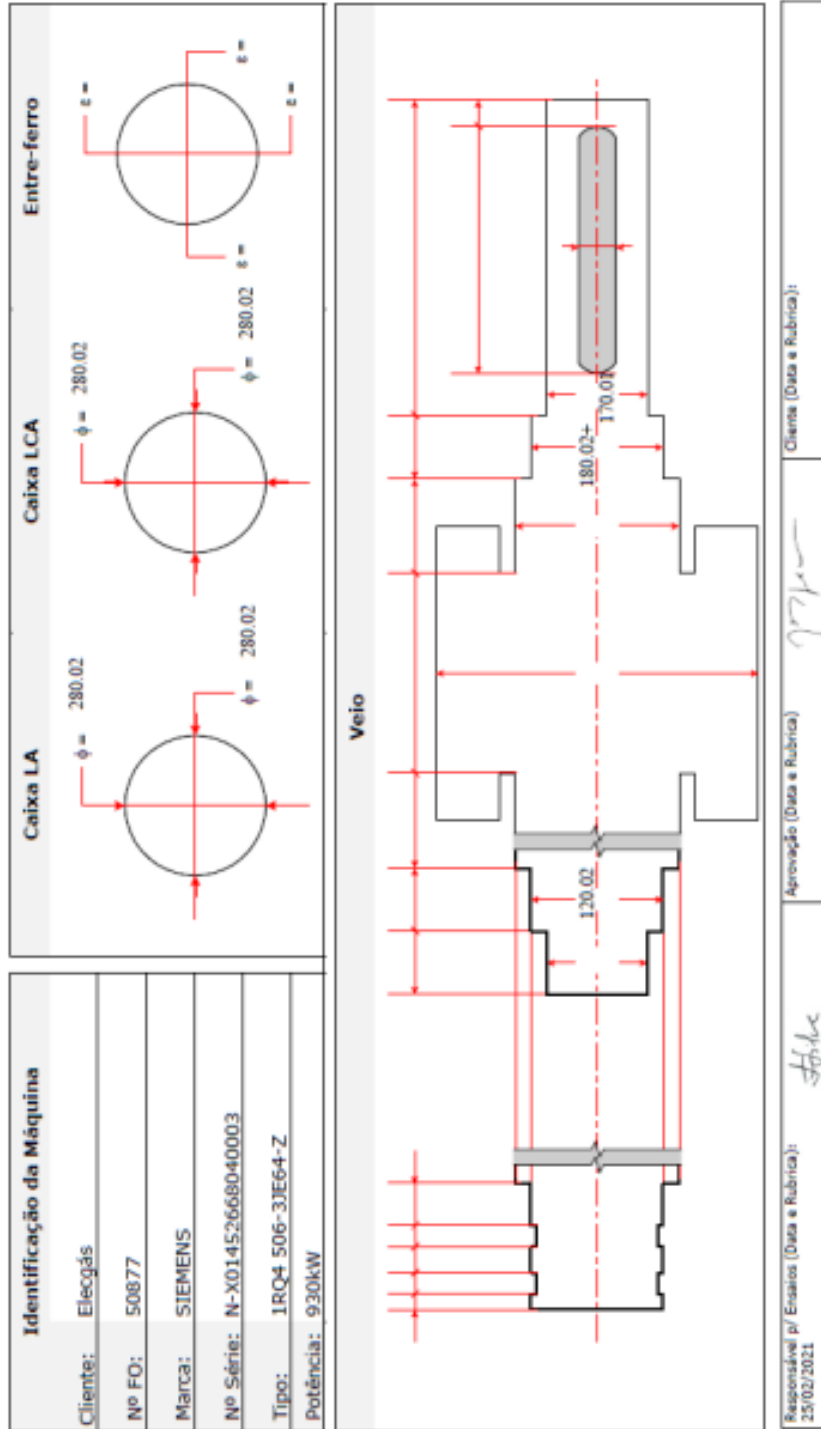 Identificação da Máquina
Cliente: Elecgás
Nº FO: 50877
Marca: SIEMENS
Nº Série: N-X01452668040003
Tipo: 1RQ4 506-3JE64-Z
Potência: 930kW
Caixa LA
ϕ = 280.02
ϕ = 280.02
Caixa LCA
ϕ = 280.02
ϕ = 280.02
Entre-ferro
ε =
ε =
ε =
ε =
Veio
120.02
180.02+
170.01
Responsável p/ Ensaios (Data e Rubrica):
25/02/2021
Aprovação (Data e Rubrica)
Cliente (Data e Rubrica):